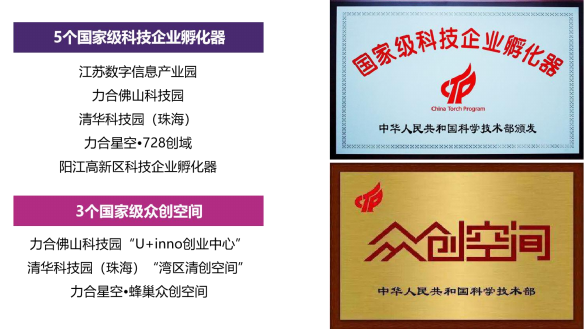 5个国家级科技企业孵化器
江苏数字信息产业园
力合佛山科技园
清华科技园（珠海）
力合星空•728创域
阳江高新区科技企业孵化器
3个国家级众创空间
力合佛山科技园“U+inno创业中心”
清华科技园（珠海）“湾区清创空间”
力合星空•蜂巢众创空间
国家级科技企业孵化器
China Torch Program
中华人民共和国科学技术部颁发
众创空间
中华人民共和国科学技术部